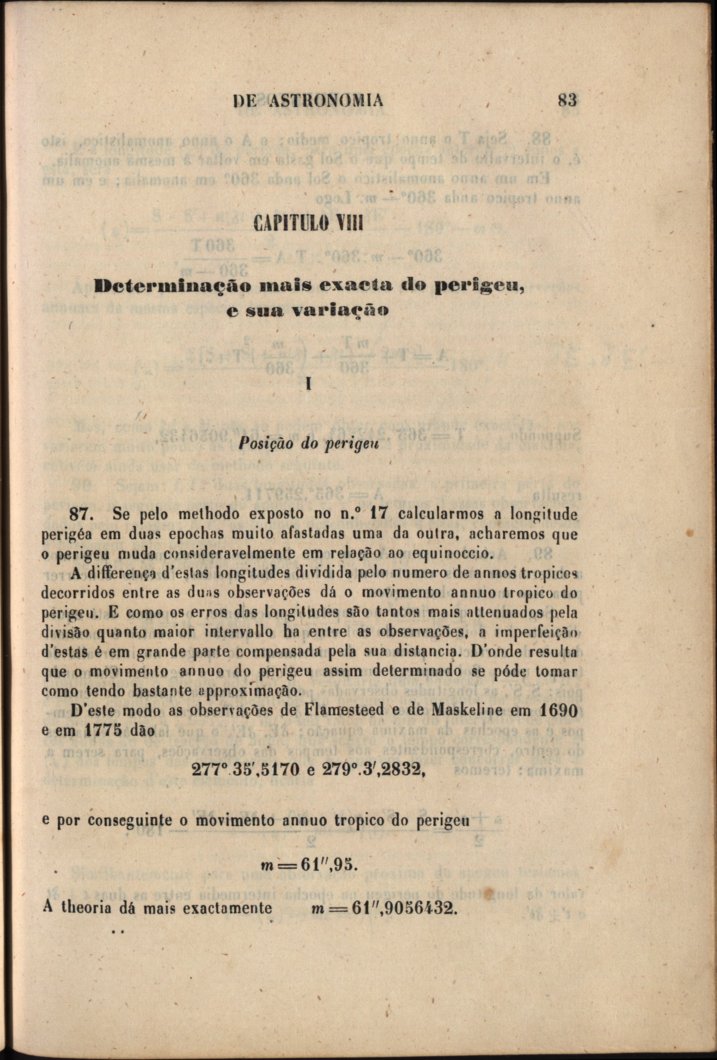 DE ASTRONOMIA 83
CAPITULO VIII
Determinação mais exacta do perigeu,
e sua variação
I
Posição do perigeu
87. Se pelo methodo exposto no n.º 17 calcularmos a longitude
perigéa em duas epochas muito afastadas uma da outra, acharemos que
o perigeu muda consideravelmente em relação ao equinoccio.
A differença d'estas longitudes dividida pelo numero de annos tropicos
decorridos entre as duas observações dá o movimento annuo tropico do
perigeu. E como os erros das longitudes são tantos mais attenuados pela
divisão quanto maior intervallo ha entre as observações, a imperfeição
d'estas é em grande parte compensada pela sua distancia. D'onde resulta
que o movimento annuo do perigeu assim determinado se póde tomar
como tendo bastante approximação.
D'este modo as observações de Flamesteed e de Maskeline em 1690
e em 1775 dão
277º.35′,5170 e 279º.3′,2832,
e por conseguinte o movimento annuo tropico do perigeu
m = 61″,95.
A theoria dá mais exactamente m = 61″,9056432.